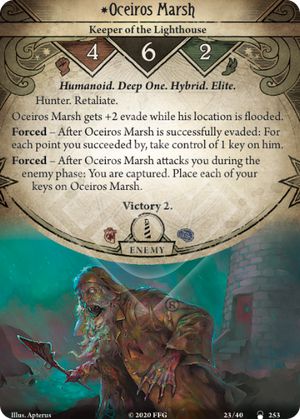 *Oceiros Marsh
Keeper of the Lighthouse
4 6 2
Humanoid. Deep One. Hybrid. Elite.
Hunter. Retaliate.
Oceiros Marsh gets +2 evade while his location is flooded.
Forced – After Oceiros Marsh is successfully evaded: For
each point you succeed by, take control of 1 key on him.
Forced – After Oceiros Marsh attacks you during the
enemy phase: You are captured. Place each of your
keys on Oceiros Marsh.
Victory 2.
ENEMY
Illus. Apterus © 2020 FFG 23/40 253